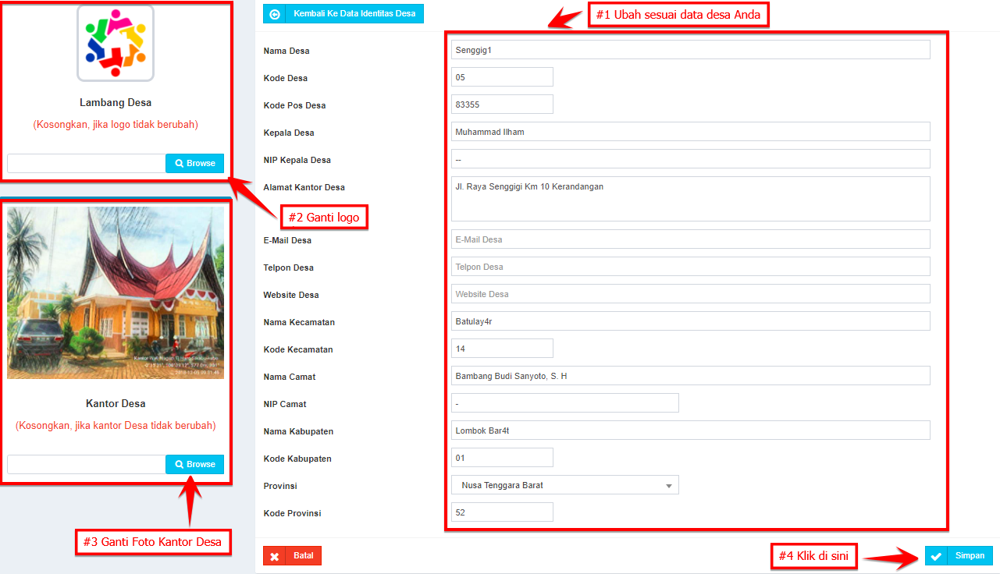 Lambang Desa
(Kosongkan, jika logo tidak berubah)
Browse
#2 Ganti logo
Kantor Desa
(Kosongkan, jika kantor Desa tidak berubah)
Browse
#3 Ganti Foto Kantor Desa
Kembali Ke Data Identitas Desa
#1 Ubah sesuai data desa Anda
Nama Desa Senggig1
Kode Desa 05
Kode Pos Desa 83355
Kepala Desa Muhammad Ilham
NIP Kepala Desa --
Alamat Kantor Desa Jl. Raya Senggigi Km 10 Kerandangan
E-Mail Desa E-Mail Desa
Telpon Desa Telpon Desa
Website Desa Website Desa
Nama Kecamatan Batulay4r
Kode Kecamatan 14
Nama Camat Bambang Budi Sanyoto, S. H
NIP Camat -
Nama Kabupaten Lombok Bar4t
Kode Kabupaten 01
Provinsi Nusa Tenggara Barat
Kode Provinsi 52
Batal
#4 Klik di sini
Simpan